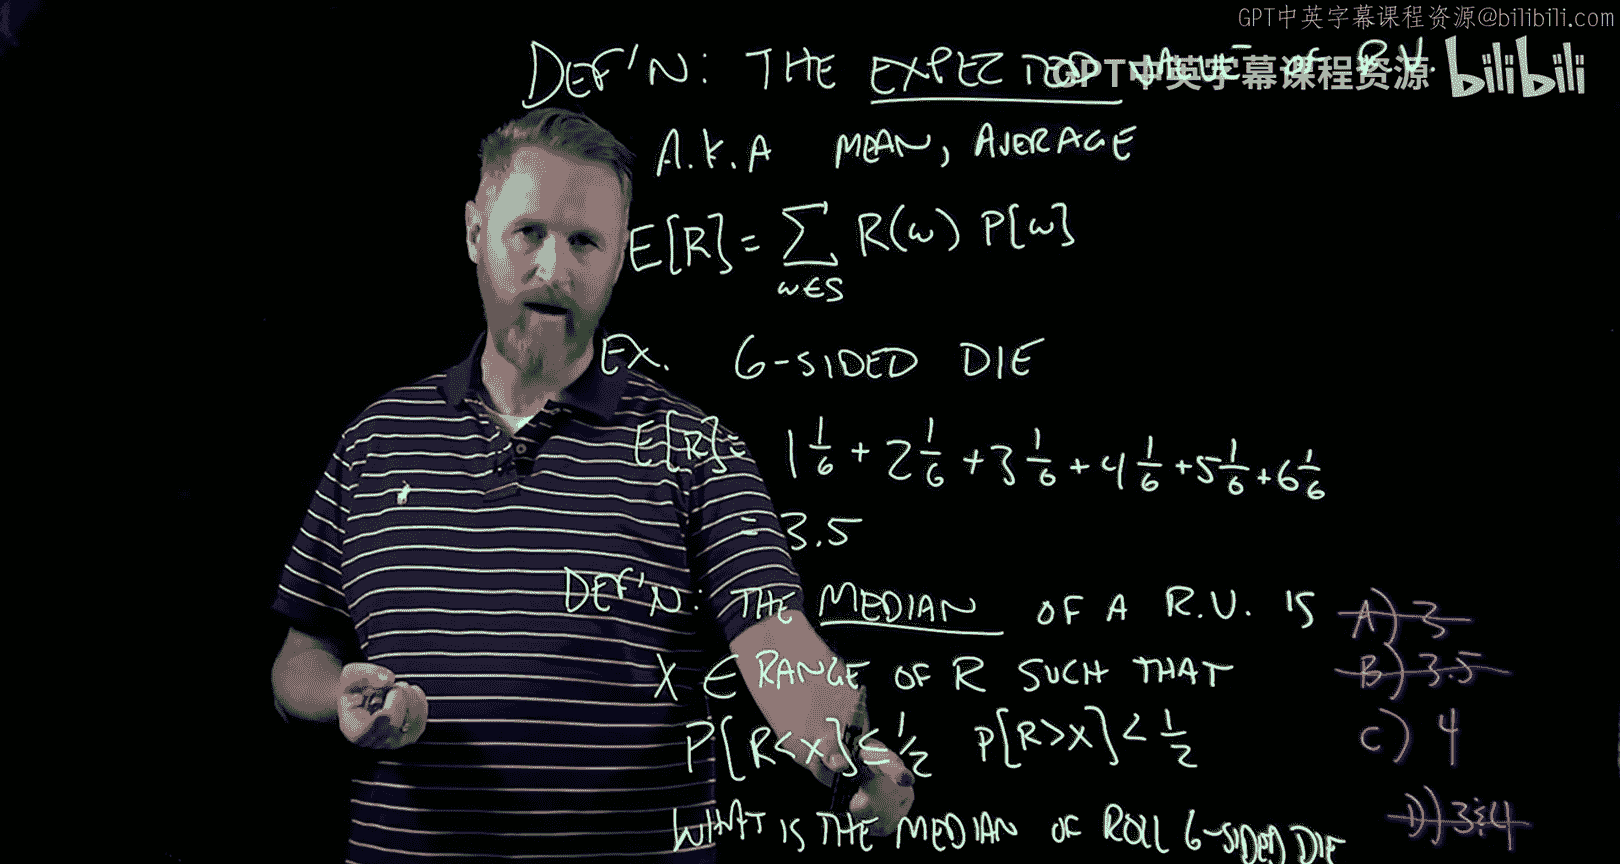 GPT中英字幕课程资源@bilibili.com
GPT中英字幕课程资源 bilibili
DEF'N: THE EXPECTED VALUE OF R.V.
A.K.A MEAN, AVERAGE
E[R] = ∑ R(ω) P[ω]
ω∈S
EX. 6-SIDED DIE
E[R]= 1 1/6 + 2 1/6 + 3 1/6 + 4 1/6 + 5 1/6 + 6 1/6
= 3.5
DEF'N: THE MEDIAN OF A R.V. IS
X ∈ RANGE OF R SUCH THAT
P[R<X] ≤ 1/2 P[R>X] < 1/2
WHAT IS THE MEDIAN OF ROLL 6-SIDED DIE
A) 3
B) 3.5
C) 4
D) 3&4